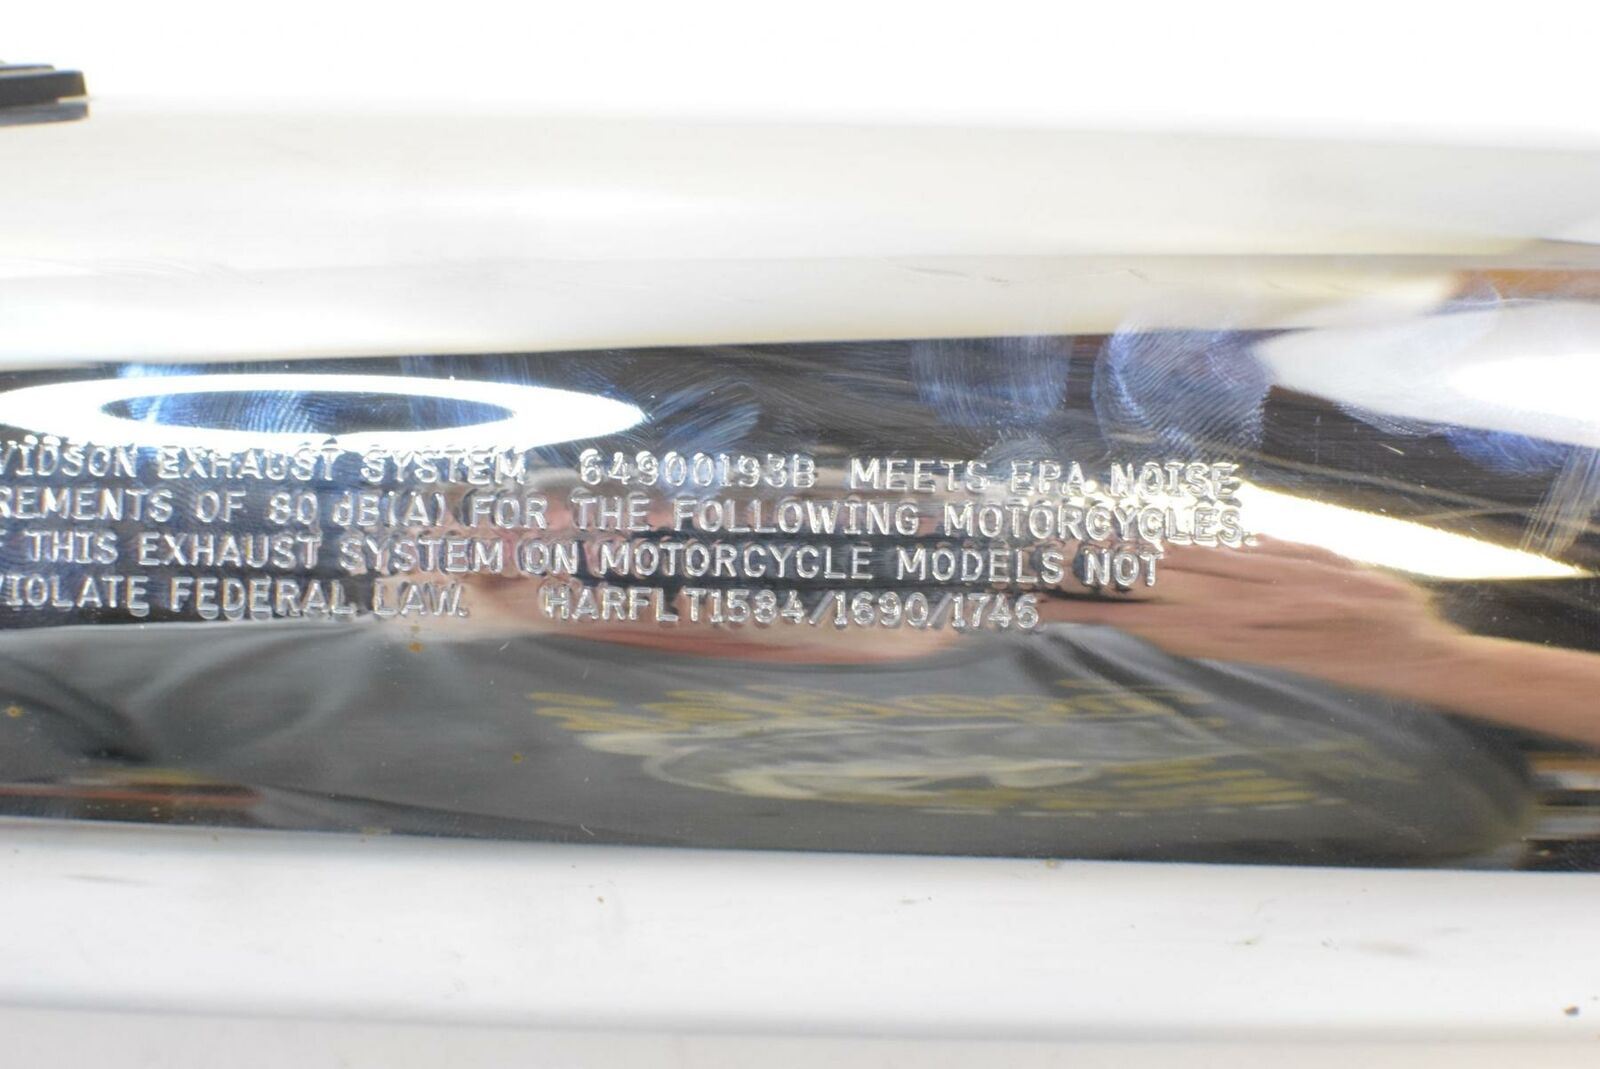 VIDSON EXHAUST SYSTEM 64900193B MEETS EPA NOISE
REMENTS OF 80 dB(A) FOR THE FOLLOWING MOTORCYCLES.
THIS EXHAUST SYSTEM ON MOTORCYCLE MODELS NOT
VIOLATE FEDERAL LAW. HARFLT1584/1690/1746